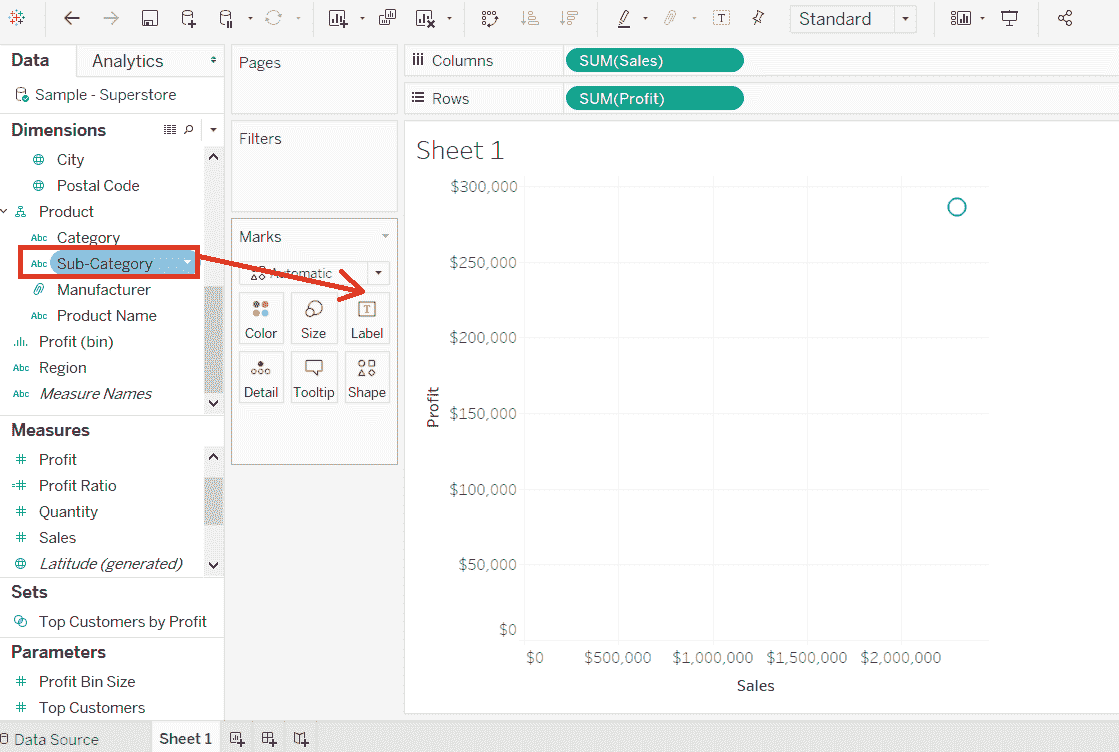 Standard
Data
Analytics
Sample - Superstore
Dimensions
City
Postal Code
Product
Abc Category
Abc Sub-Category
Manufacturer
Abc Product Name
Profit (bin)
Abc Region
Abc Measure Names
Measures
Profit
Profit Ratio
Quantity
Sales
Latitude (generated)
Sets
Top Customers by Profit
Parameters
Profit Bin Size
Top Customers
Pages
Filters
Marks
Automatic
Color
Size
T
Label
Detail
Tooltip
Shape
Columns
SUM(Sales)
Rows
SUM(Profit)
Sheet 1
$300,000
$250,000
$200,000
$150,000
$100,000
$50,000
$0
Profit
$0
$500,000
$1,000,000
$1,500,000
$2,000,000
Sales
Data Source
Sheet 1